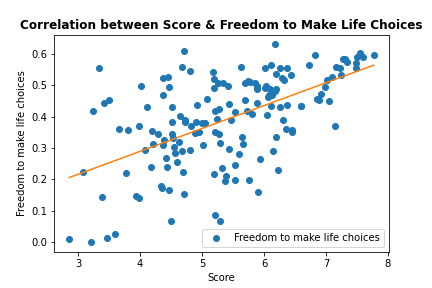 Correlation between Score & Freedom to Make Life Choices
Freedom to make life choices
0.6
0.5
0.4
0.3
0.2
0.1
0.0
Freedom to make life choices
3 4 5 6 7 8
Score